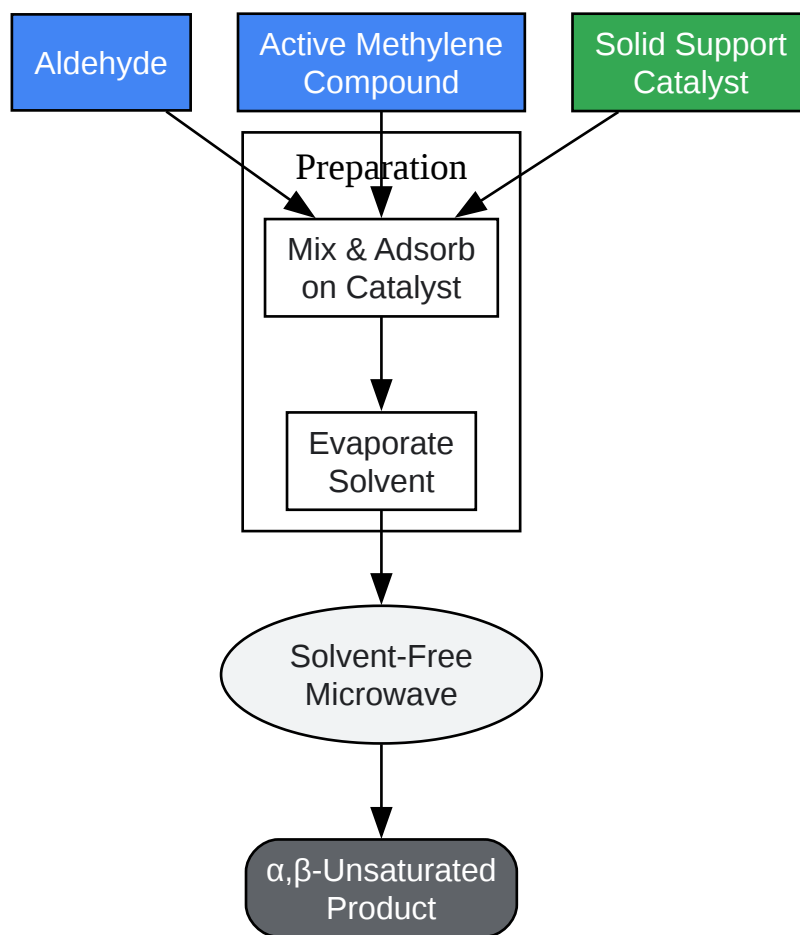 Aldehyde
Active Methylene
Compound
Solid Support
Catalyst
Preparation
Mix & Adsorb
on Catalyst
Evaporate
Solvent
Solvent-Free
Microwave
α,β-Unsaturated
Product